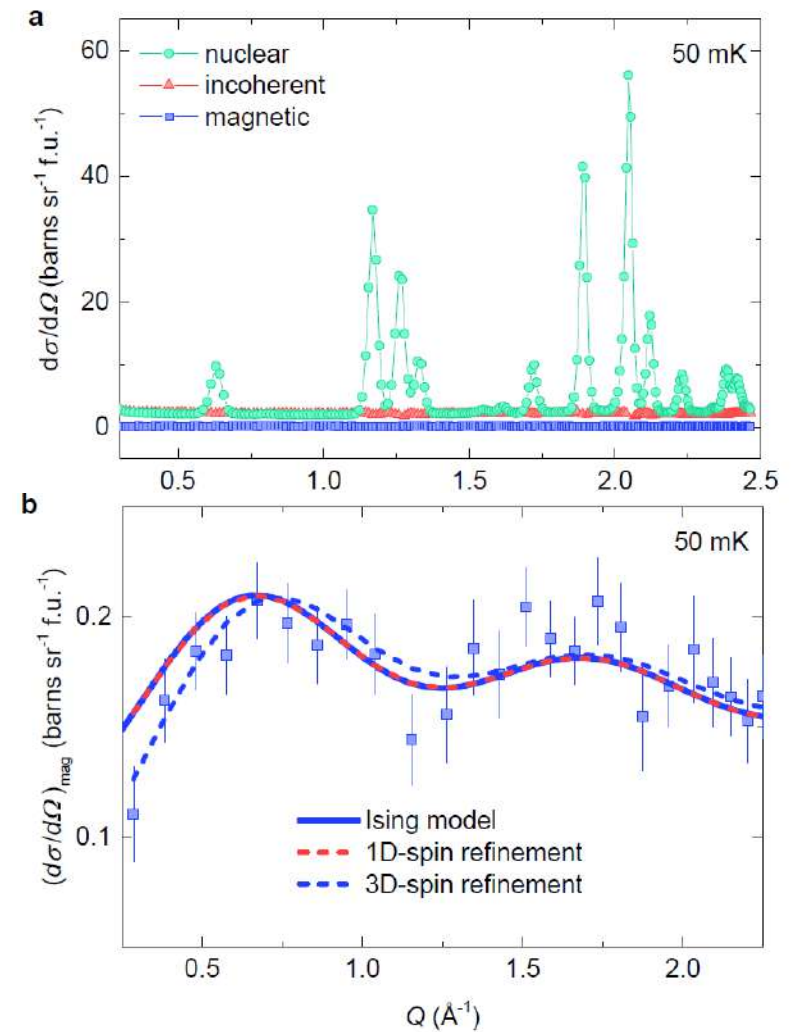 a
50 mK
nuclear
incoherent
magnetic
dσ/dΩ (barns sr⁻¹ f.u.⁻¹)
60
40
20
0
0.5 1.0 1.5 2.0 2.5
b
50 mK
(dσ/dΩ)mag (barns sr⁻¹ f.u.⁻¹)
0.2
0.1
Ising model
1D-spin refinement
3D-spin refinement
0.5 1.0 1.5 2.0
Q (Å⁻¹)